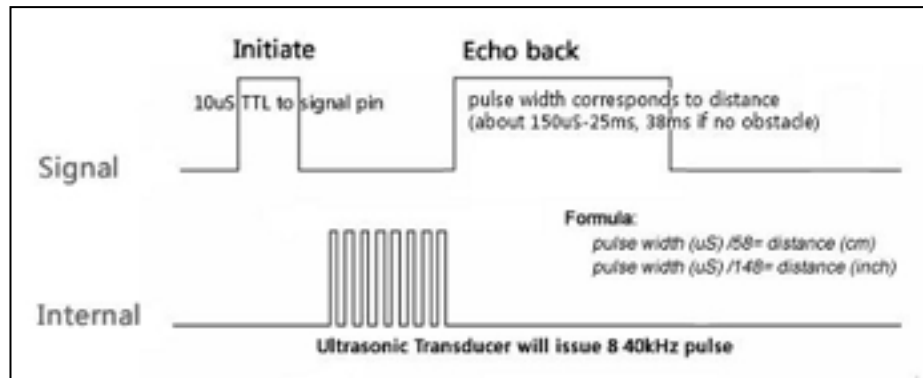 Initiate
Echo back
10uS TTL to signal pin
pulse width corresponds to distance
(about 150uS-25ms, 38ms if no obstacle)
Signal
Formula:
pulse width (uS) /58= distance (cm)
pulse width (uS) /148= distance (inch)
Internal
Ultrasonic Transducer will issue 8 40kHz pulse